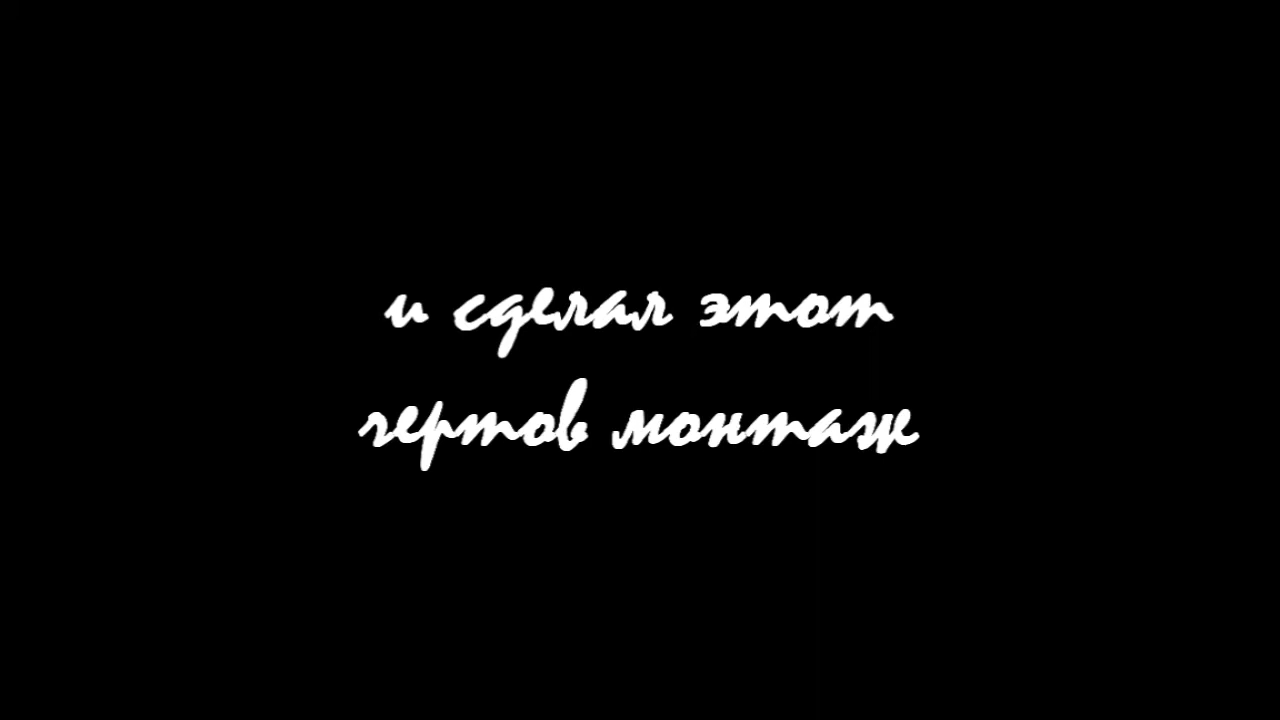 и сделал этот
чертов монтаж